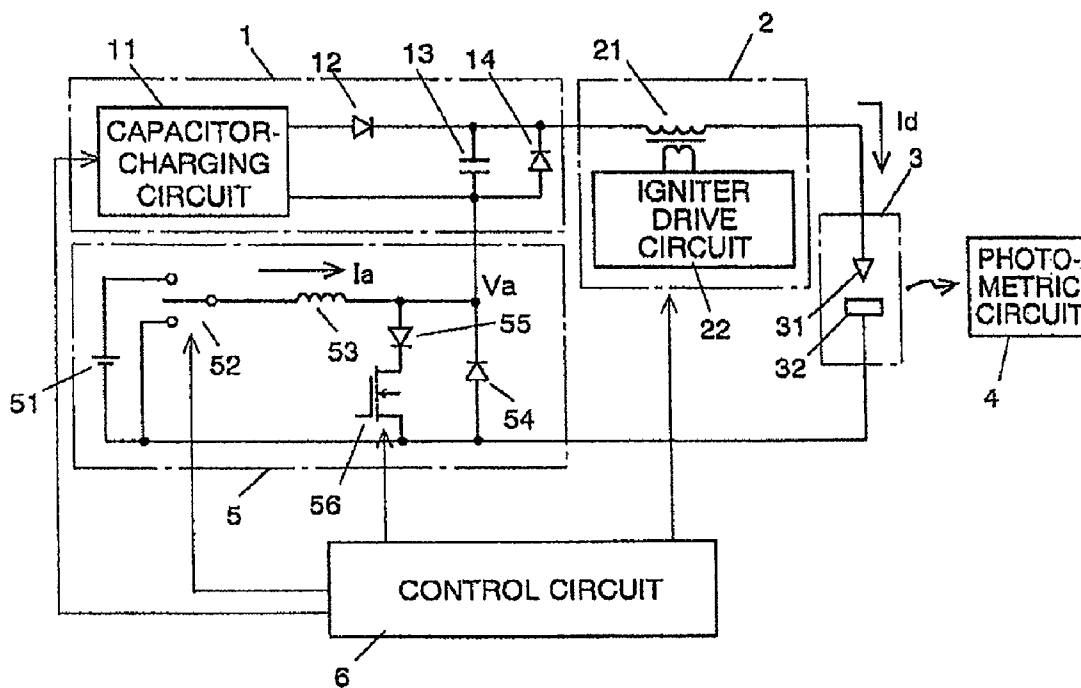 1
2
11
12
13
14
21
Id
3
CAPACITOR-
CHARGING
CIRCUIT
IGNITER
DRIVE
CIRCUIT
PHOTO-
METRIC
CIRCUIT
Ia
Va
31
32
22
4
51
52
53
55
54
56
5
CONTROL CIRCUIT
6